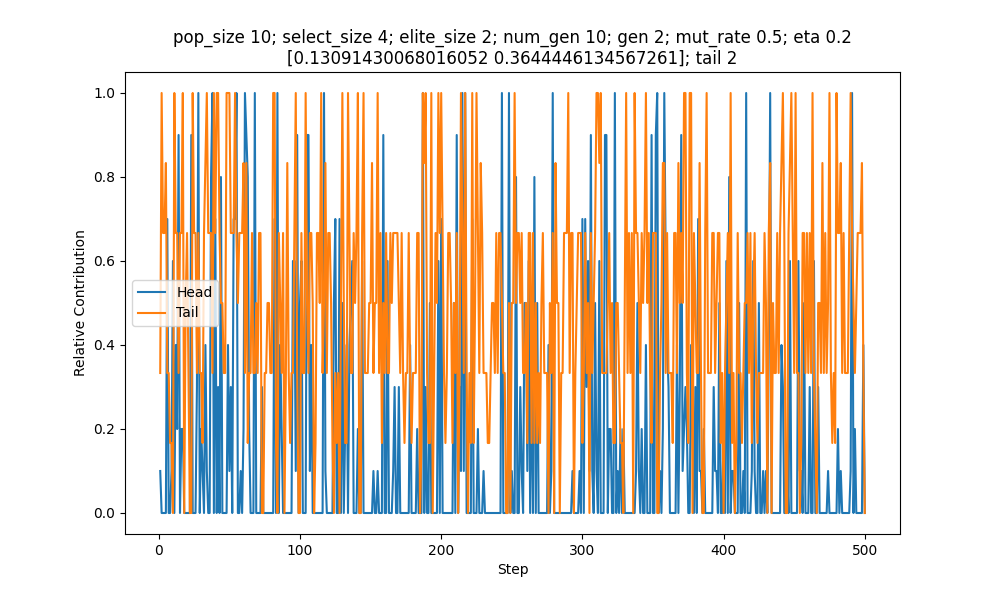 pop_size 10; select_size 4; elite_size 2; num_gen 10; gen 2; mut_rate 0.5; eta 0.2
[0.13091430068016052 0.3644446134567261]; tail 2
1.0
0.8
0.6
0.4
0.2
0.0
Relative Contribution
Head
Tail
0
100
200
300
400
500
Step